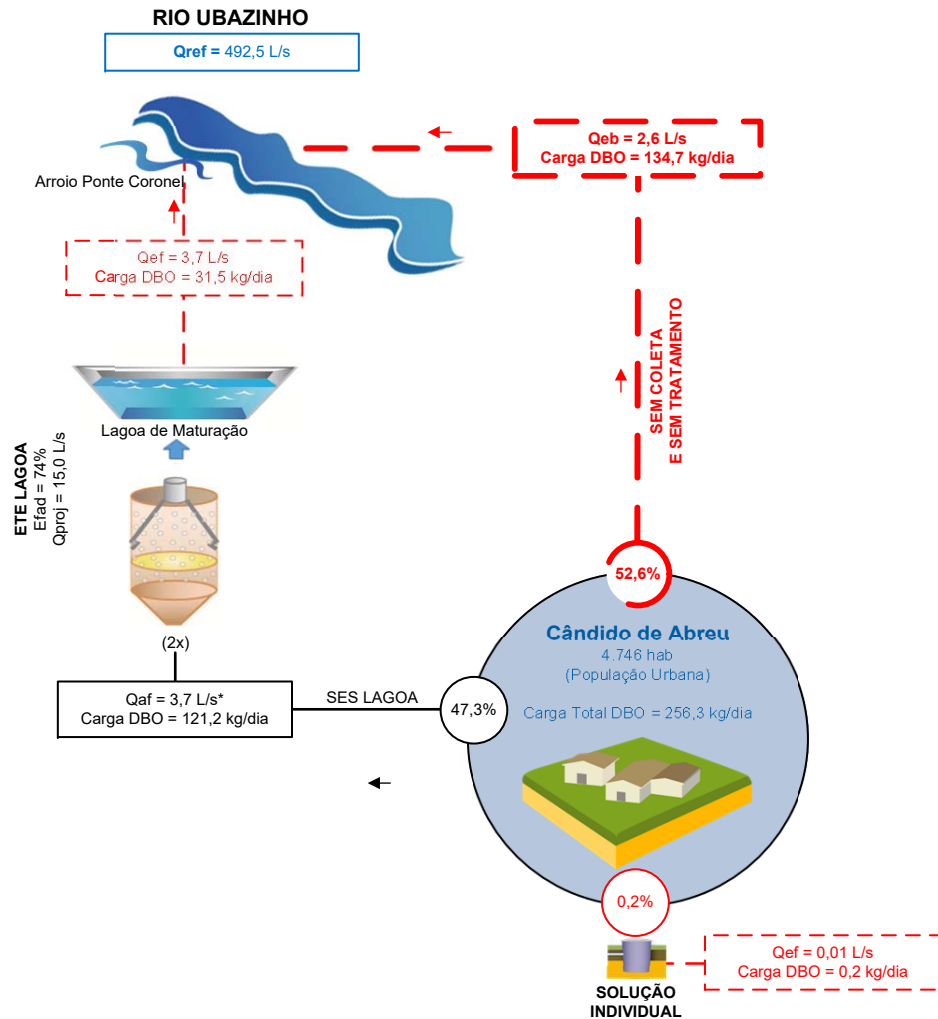 RIO UBAZINHO
Qref = 492,5 L/s
Qeb = 2,6 L/s
Carga DBO = 134,7 kg/dia
Arroio Ponte Coronel
Qef = 3,7 L/s
Carga DBO = 31,5 kg/dia
SEM COLETA
E SEM TRATAMENTO
Lagoa de Maturação
ETE LAGOA
Efad = 74%
Qproj = 15,0 L/s
(2x)
Qaf = 3,7 L/s*
Carga DBO = 121,2 kg/dia
SES LAGOA
47,3%
52,6%
Cândido de Abreu
4.746 hab
(População Urbana)
Carga Total DBO = 256,3 kg/dia
0,2%
SOLUÇÃO
INDIVIDUAL
Qef = 0,01 L/s
Carga DBO = 0,2 kg/dia